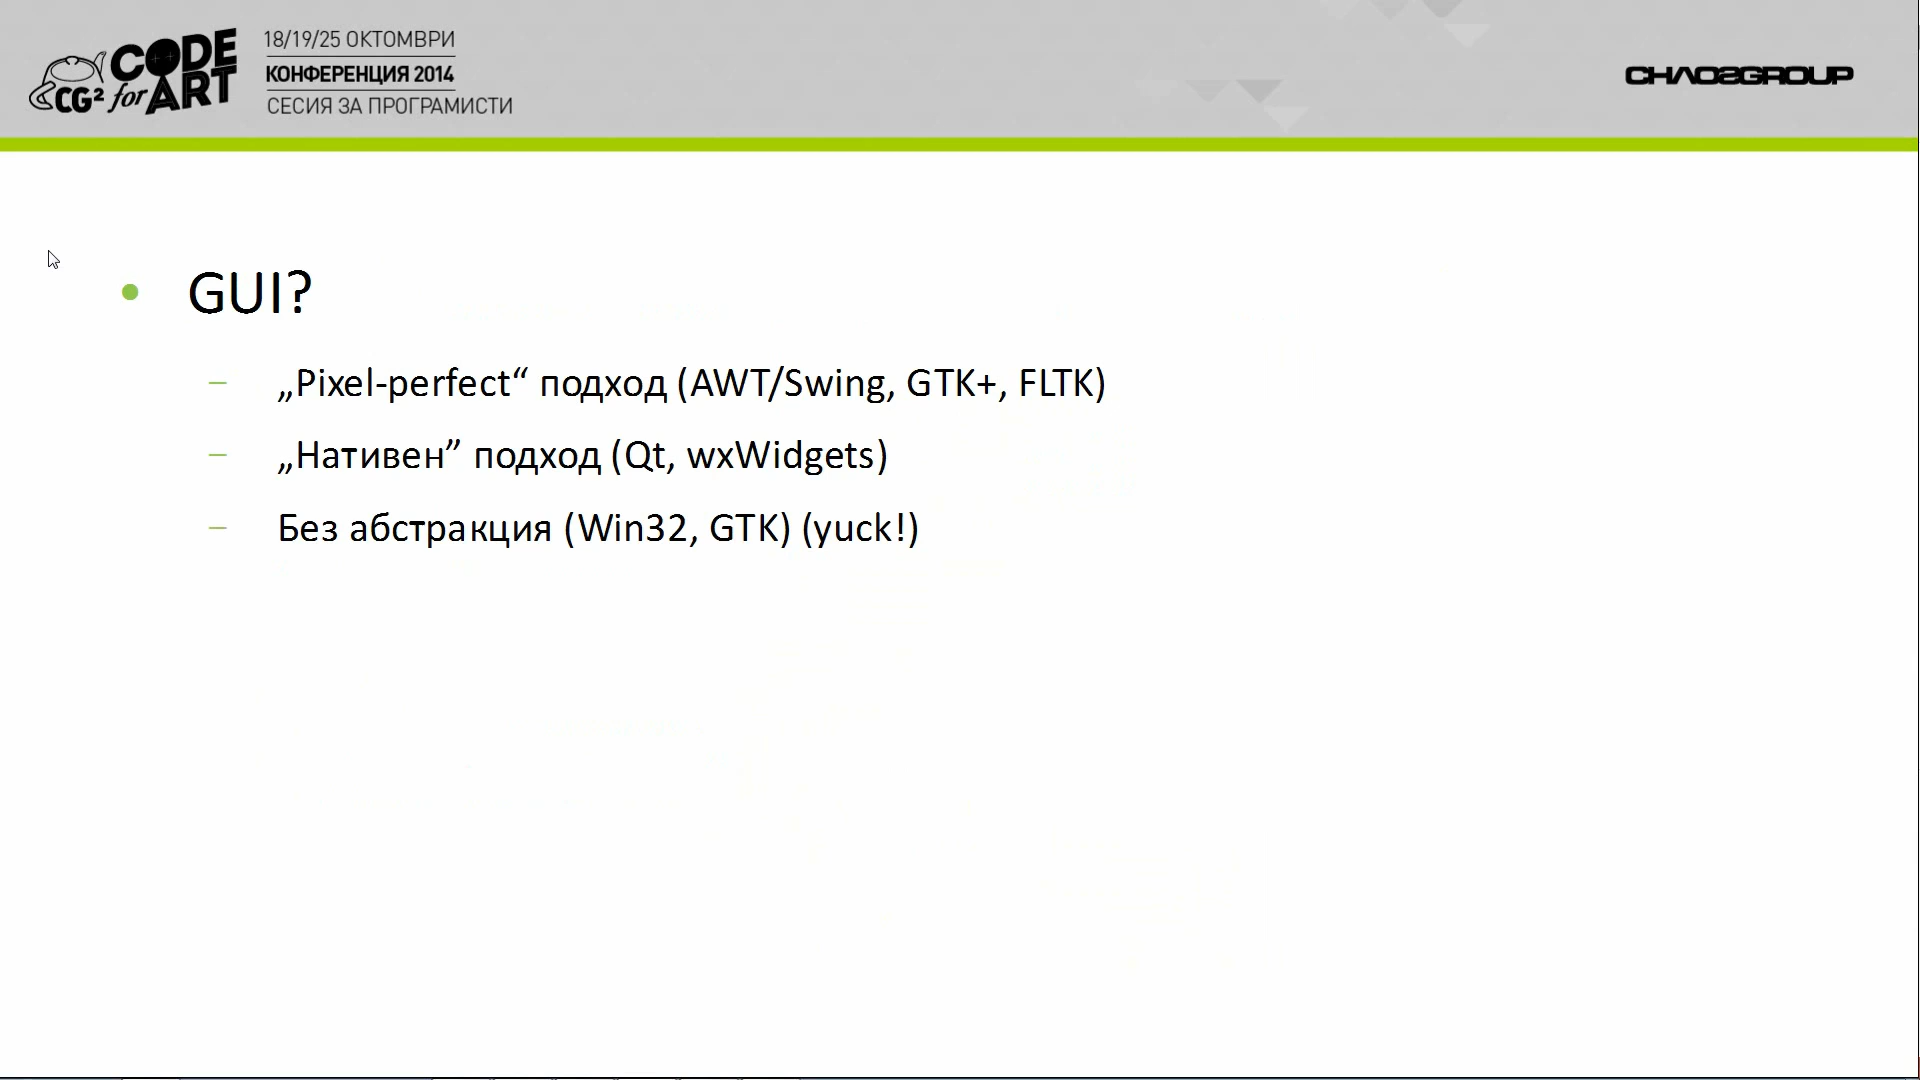 CODE
for ART
CG²
18/19/25 ОКТОМВРИ
КОНФЕРЕНЦИЯ 2014
СЕСИЯ ЗА ПРОГРАМИСТИ
CHAOSGROUP
• GUI?
– „Pixel-perfect“ подход (AWT/Swing, GTK+, FLTK)
– „Нативен” подход (Qt, wxWidgets)
– Без абстракция (Win32, GTK) (yuck!)